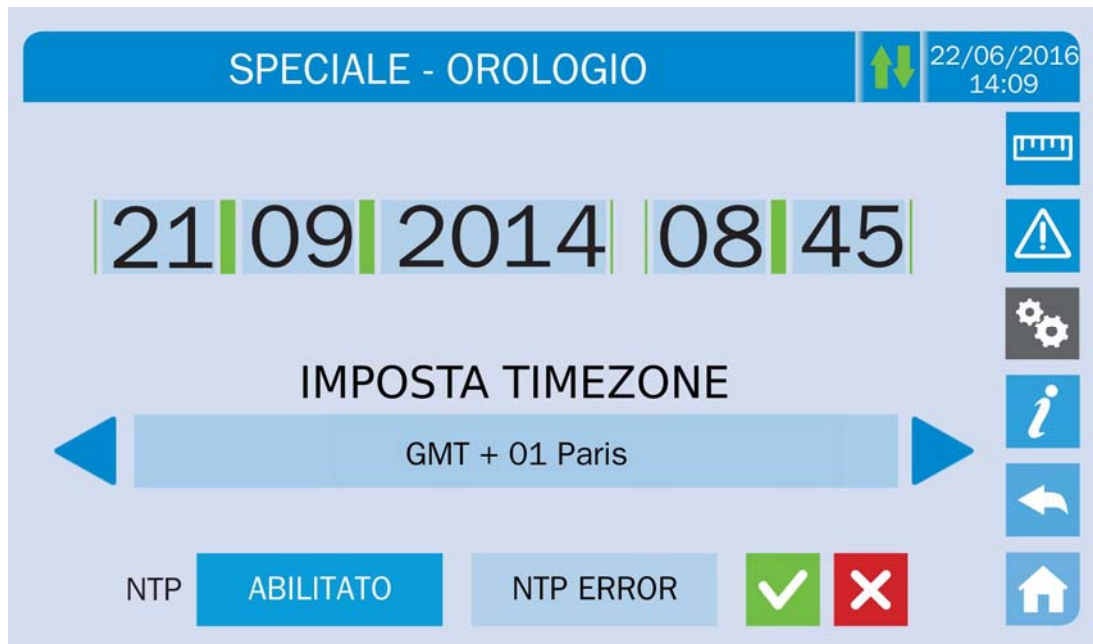 SPECIALE - OROLOGIO
22/06/2016
14:09
21 09 2014 08 45
IMPOSTA TIMEZONE
GMT + 01 Paris
NTP ABILITATO NTP ERROR